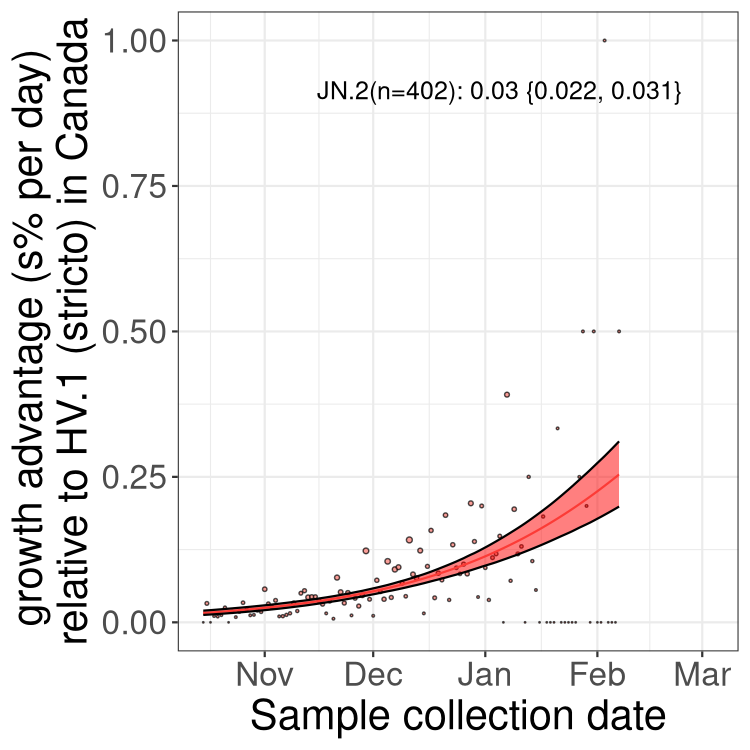 growth advantage (s% per day)
relative to HV.1 (stricto) in Canada
1.00
0.75
0.50
0.25
0.00
JN.2(n=402): 0.03 {0.022, 0.031}
Nov Dec Jan Feb Mar
Sample collection date